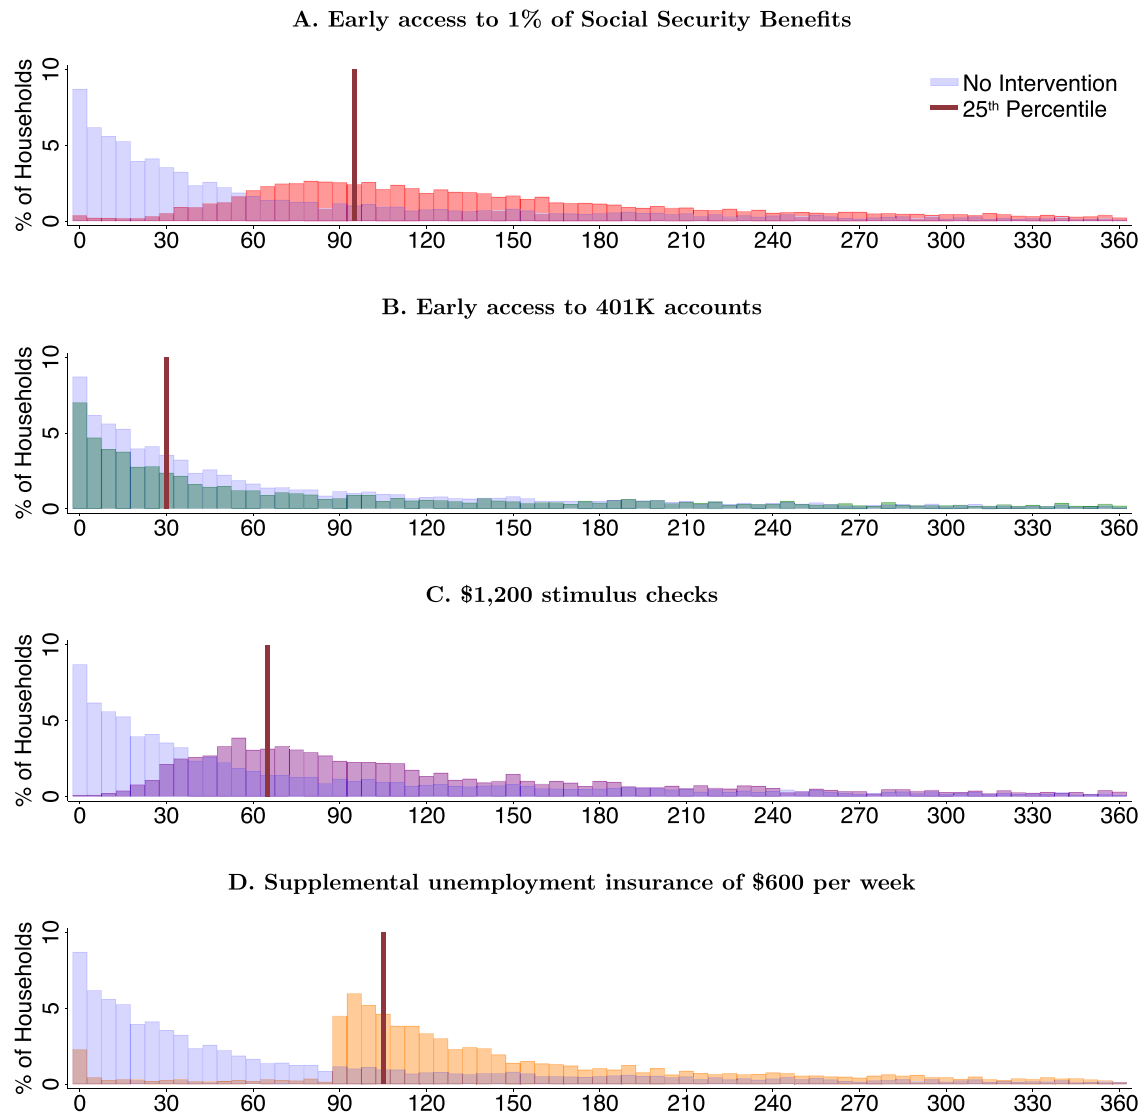 A. Early access to 1% of Social Security Benefits
% of Households
0 5 10
No Intervention
25th Percentile
0 30 60 90 120 150 180 210 240 270 300 330 360
B. Early access to 401K accounts
% of Households
0 5 10
0 30 60 90 120 150 180 210 240 270 300 330 360
C. $1,200 stimulus checks
% of Households
0 5 10
0 30 60 90 120 150 180 210 240 270 300 330 360
D. Supplemental unemployment insurance of $600 per week
% of Households
0 5 10
0 30 60 90 120 150 180 210 240 270 300 330 360